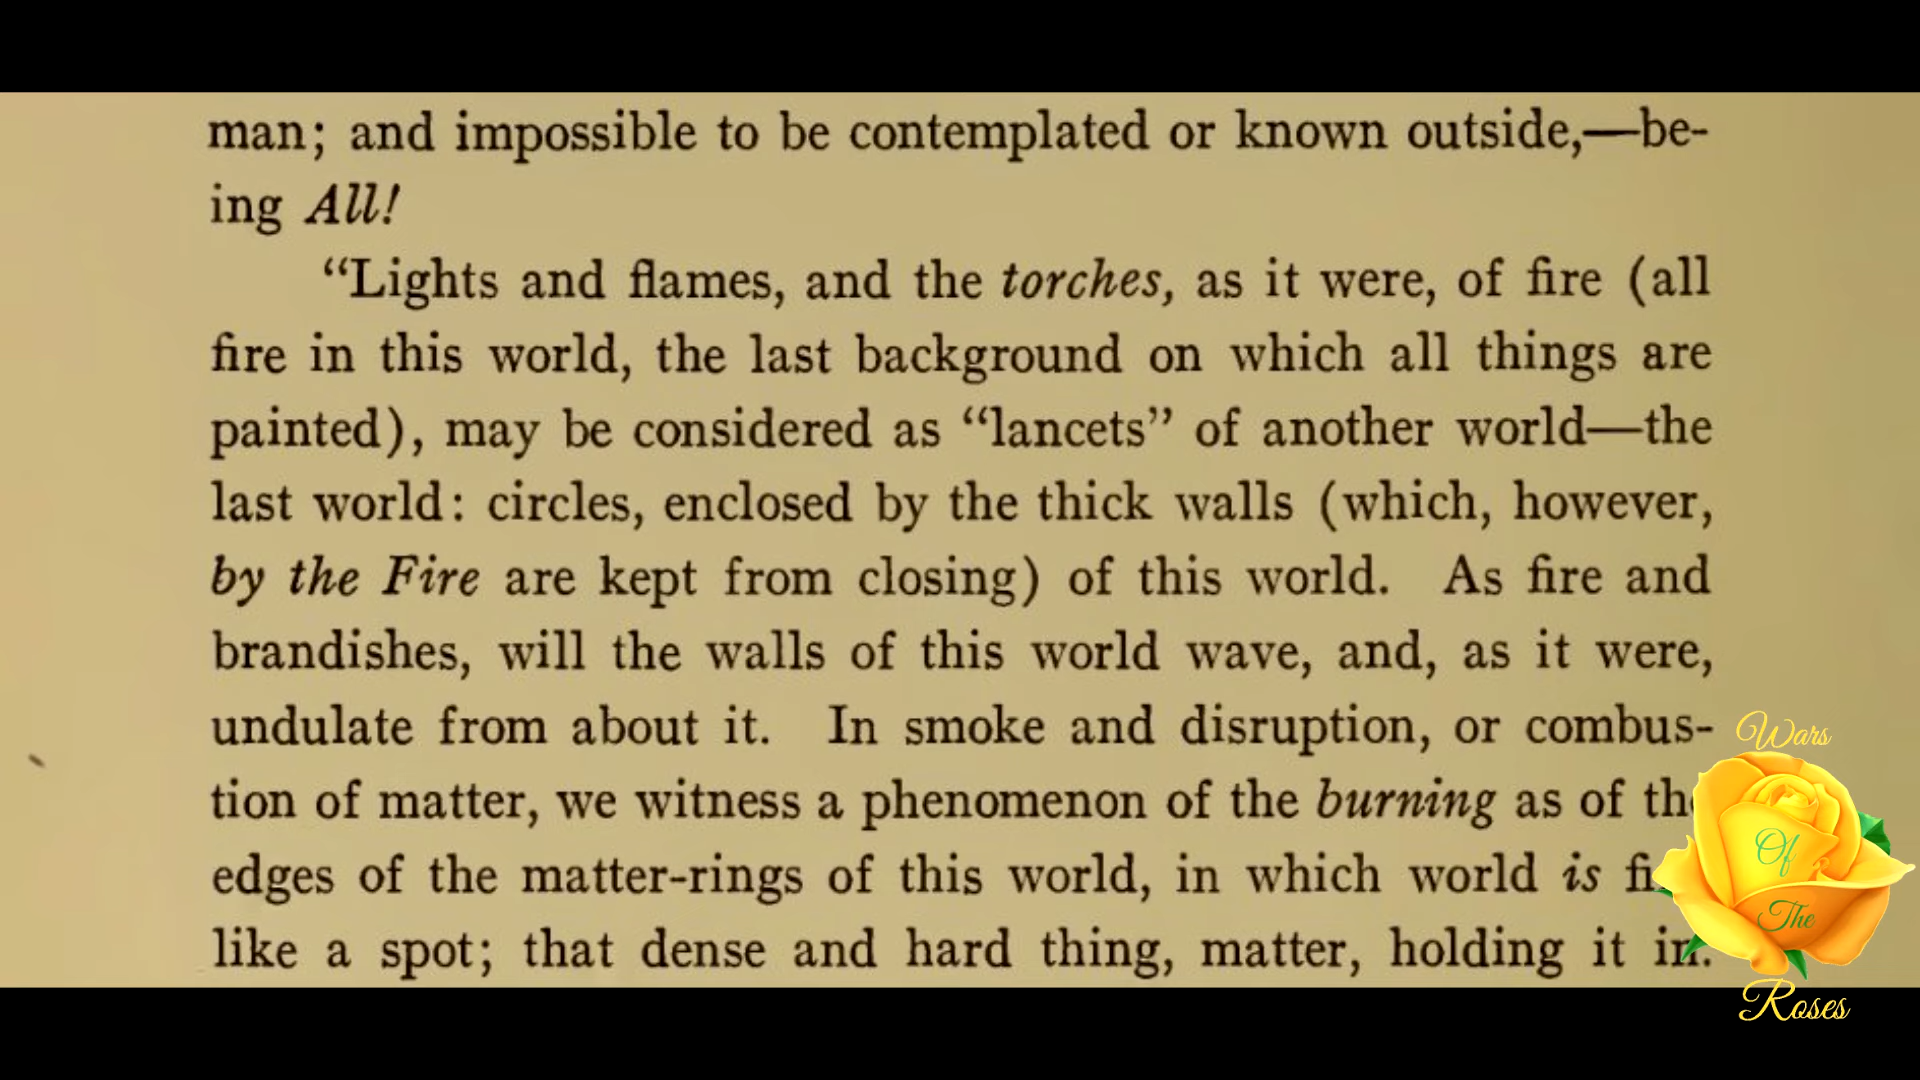 man; and impossible to be contemplated or known outside,—be-
ing All!
“Lights and flames, and the torches, as it were, of fire (all
fire in this world, the last background on which all things are
painted), may be considered as “lancets” of another world—the
last world: circles, enclosed by the thick walls (which, however,
by the Fire are kept from closing) of this world. As fire and
brandishes, will the walls of this world wave, and, as it were,
undulate from about it. In smoke and disruption, or combus-
tion of matter, we witness a phenomenon of the burning as of the
edges of the matter-rings of this world, in which world is
like a spot; that dense and hard thing, matter, holding it in.
Wars
Of
The
Roses